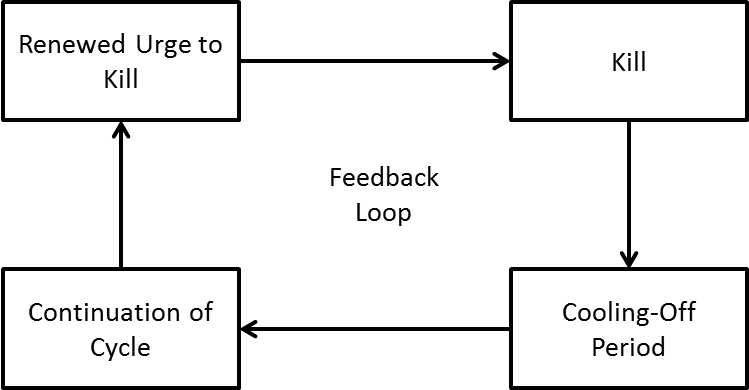 Renewed Urge to
Kill
Kill
Feedback
Loop
Continuation of
Cycle
Cooling-Off
Period